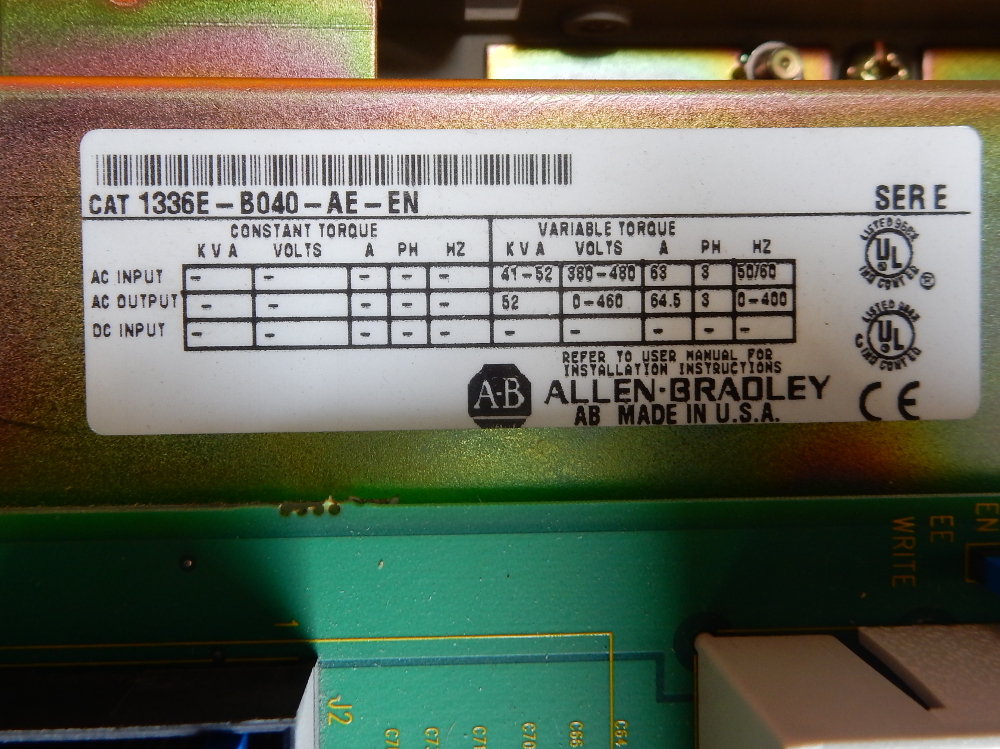 CAT 1336E-B040-AE-EN
SER E
CONSTANT TORQUE
VARIABLE TORQUE
KVA VOLTS A PH HZ KVA VOLTS A PH HZ
AC INPUT - - - - - 41-52 380-480 63 3 50/60
AC OUTPUT - - - - - 52 0-460 64.5 3 0-400
DC INPUT - - - - - - - - - -
REFER TO USER MANUAL FOR
INSTALLATION INSTRUCTIONS
A-B ALLEN-BRADLEY
AB MADE IN U.S.A.
UL
®
UL
CE
EN
EE
WRITE
1
J2